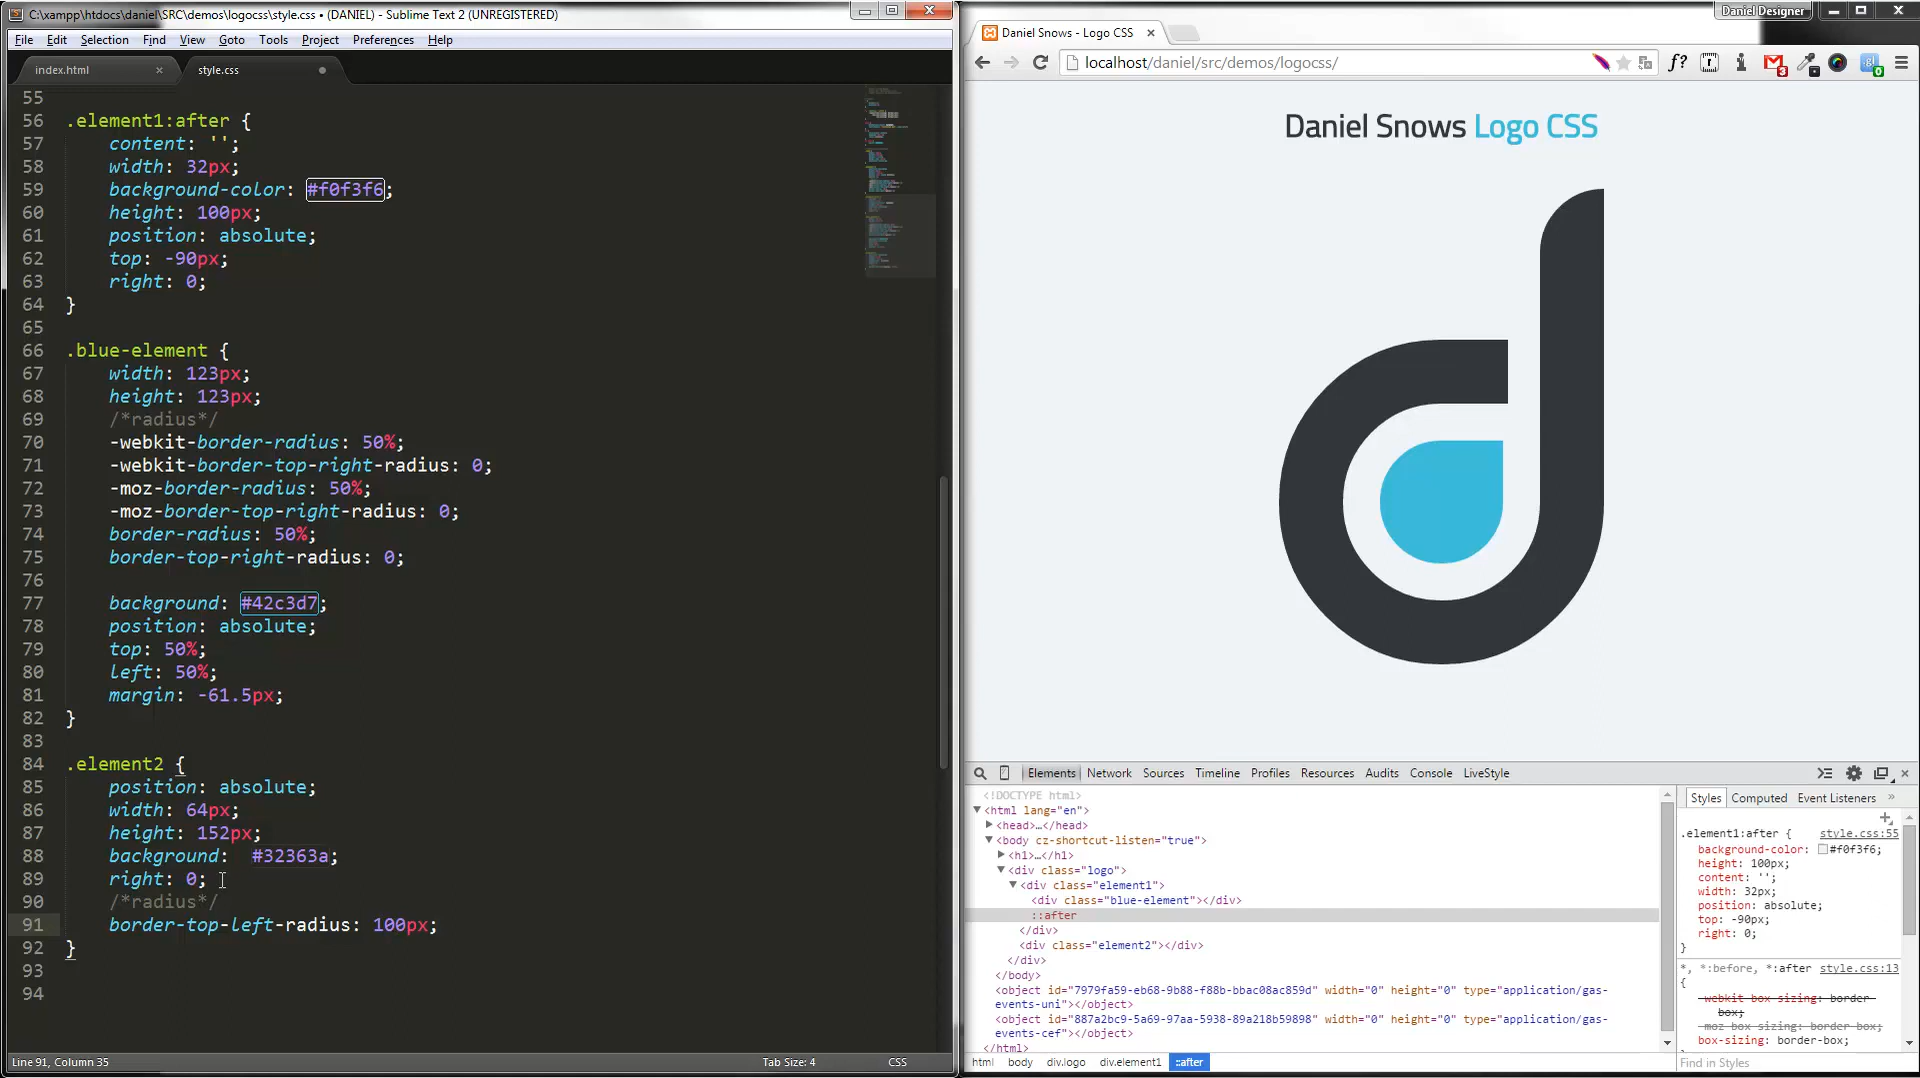 C:\xampp\htdocs\daniel\SRC\demos\logocss\style.css • (DANIEL) - Sublime Text 2 (UNREGISTERED)
File Edit Selection Find View Goto Tools Project Preferences Help
index.html × style.css
55
56 .element1:after {
57 content: '';
58 width: 32px;
59 background-color: #f0f3f6;
60 height: 100px;
61 position: absolute;
62 top: -90px;
63 right: 0;
64 }
65
66 .blue-element {
67 width: 123px;
68 height: 123px;
69 /*radius*/
70 -webkit-border-radius: 50%;
71 -webkit-border-top-right-radius: 0;
72 -moz-border-radius: 50%;
73 -moz-border-top-right-radius: 0;
74 border-radius: 50%;
75 border-top-right-radius: 0;
76
77 background: #42c3d7;
78 position: absolute;
79 top: 50%;
80 left: 50%;
81 margin: -61.5px;
82 }
83
84 .element2 {
85 position: absolute;
86 width: 64px;
87 height: 152px;
88 background: #32363a;
89 right: 0;
90 /*radius*/
91 border-top-left-radius: 100px;
92 }
93
94
Line 91, Column 35 Tab Size: 4 CSS
Daniel Designer
Daniel Snows - Logo CSS ×
localhost/daniel/src/demos/logocss/
f? 3 gl 0
Daniel Snows Logo CSS
Elements Network Sources Timeline Profiles Resources Audits Console LiveStyle
<!DOCTYPE html>
<html lang="en">
<head>…</head>
<body cz-shortcut-listen="true">
<h1>…</h1>
<div class="logo">
<div class="element1">
<div class="blue-element"></div>
::after
</div>
<div class="element2"></div>
</div>
</body>
<object id="7979fa59-eb68-9b88-f88b-bbac08ac859d" width="0" height="0" type="application/gas-
events-uni"></object>
<object id="887a2bc9-5a69-97aa-5938-89a218b59898" width="0" height="0" type="application/gas-
events-cef"></object>
</html>
html body div.logo div.element1 ::after
Styles Computed Event Listeners »
.element1:after { style.css:55
background-color: #f0f3f6;
height: 100px;
content: '';
width: 32px;
position: absolute;
top: -90px;
right: 0;
}
*, *:before, *:after style.css:13
{
-webkit-box-sizing: border-
box;
-moz-box-sizing: border-box;
box-sizing: border-box;
Find in Styles